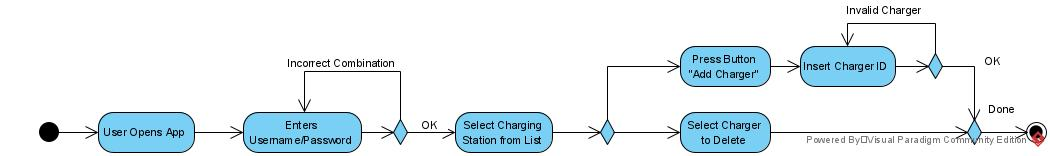 Invalid Charger
Press Button
"Add Charger"
Insert Charger ID
OK
Incorrect Combination
User Opens App
Enters
Username/Password
OK
Select Charging
Station from List
Select Charger
to Delete
Done
Powered By Visual Paradigm Community Edition